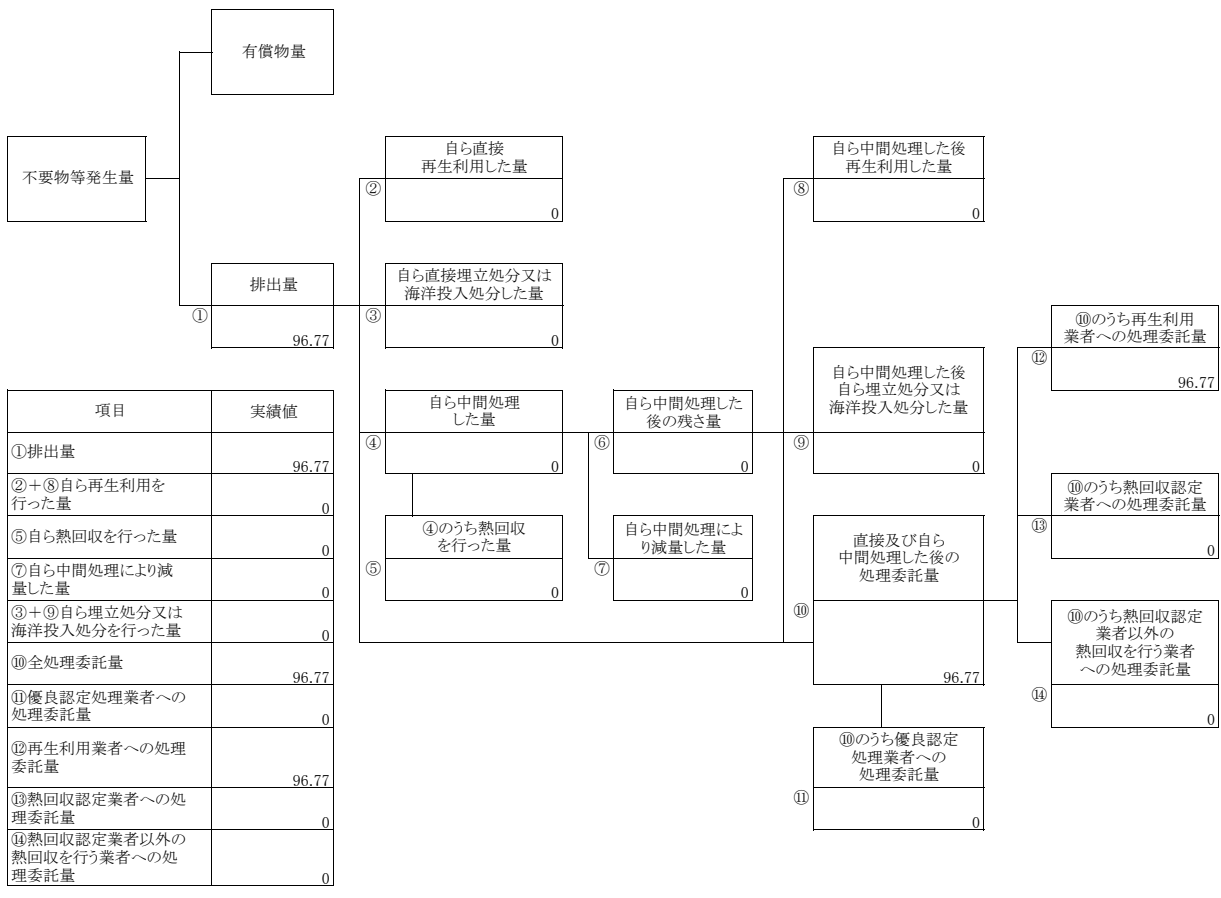 有償物量
不要物等発生量
排出量
①
96.77
自ら直接
再生利用した量
②
0
自ら直接埋立処分又は
海洋投入処分した量
③
0
自ら中間処理
した量
④
0
④のうち熱回収
を行った量
⑤
0
自ら中間処理した
後の残さ量
⑥
0
自ら中間処理によ
り減量した量
⑦
0
自ら中間処理した後
再生利用した量
⑧
0
自ら中間処理した後
自ら埋立処分又は
海洋投入処分した量
⑨
0
直接及び自ら
中間処理した後の
処理委託量
⑩
96.77
⑩のうち優良認定
処理業者への
処理委託量
⑪
0
⑩のうち再生利用
業者への処理委託量
⑫
96.77
⑩のうち熱回収認定
業者への処理委託量
⑬
0
⑩のうち熱回収認定
業者以外の
熱回収を行う業者
への処理委託量
⑭
0
項目 実績値
①排出量
96.77
②＋⑧自ら再生利用を
行った量
0
⑤自ら熱回収を行った量
0
⑦自ら中間処理により減
量した量
0
③＋⑨自ら埋立処分又は
海洋投入処分を行った量
0
⑩全処理委託量
96.77
⑪優良認定処理業者への
処理委託量
0
⑫再生利用業者への処理
委託量
96.77
⑬熱回収認定業者への処
理委託量
0
⑭熱回収認定業者以外の
熱回収を行う業者への処
理委託量
0